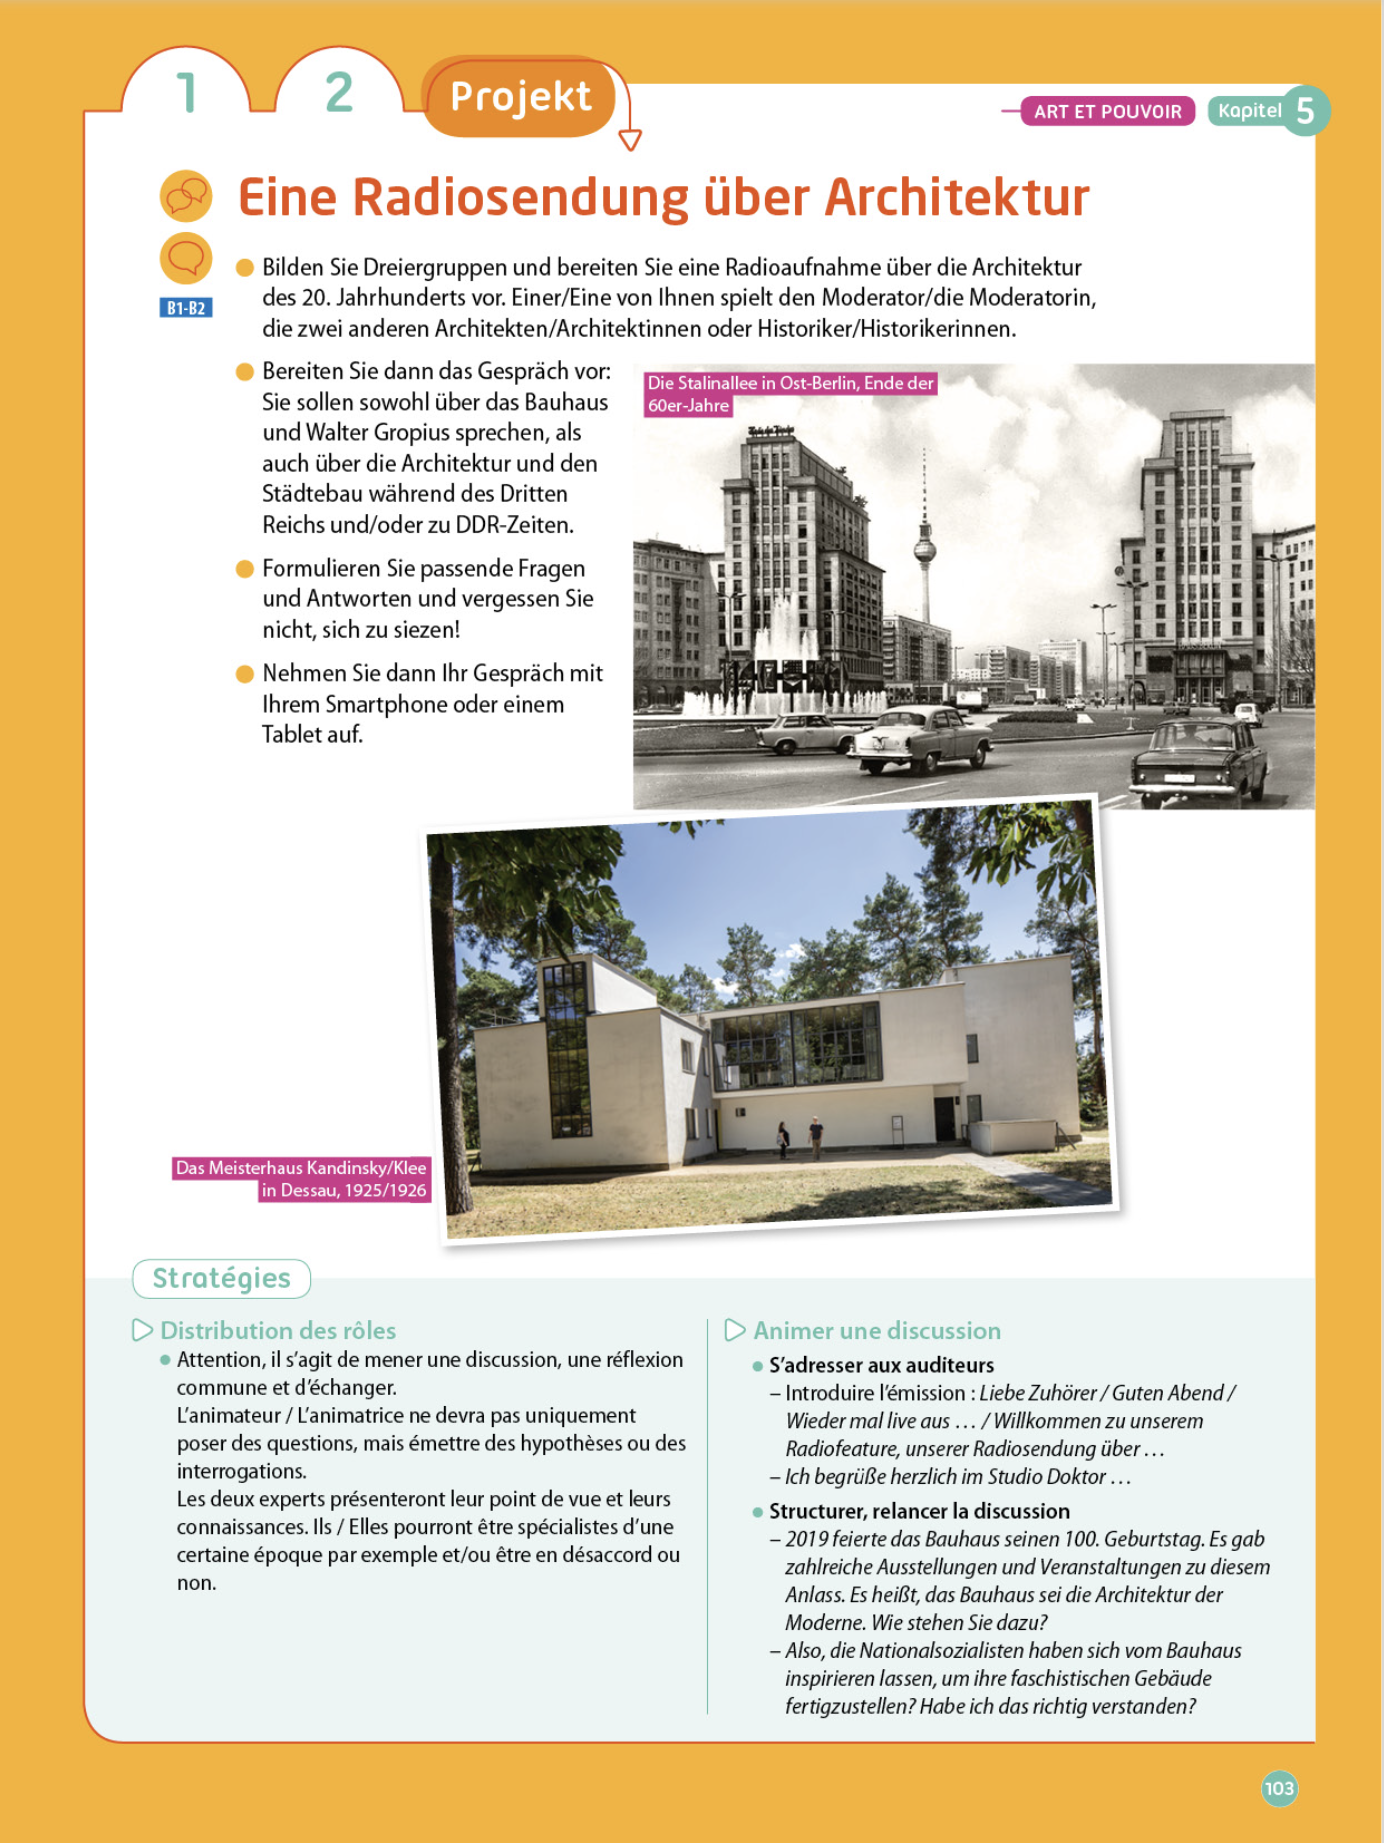 1
2
Projekt
ART ET POUVOIR
Kapitel 5
Eine Radiosendung über Architektur
B1-B2
Bilden Sie Dreiergruppen und bereiten Sie eine Radioaufnahme über die Architektur
des 20. Jahrhunderts vor. Einer/Eine von Ihnen spielt den Moderator/die Moderatorin,
die zwei anderen Architekten/Architektinnen oder Historiker/Historikerinnen.
Bereiten Sie dann das Gespräch vor:
Sie sollen sowohl über das Bauhaus
und Walter Gropius sprechen, als
auch über die Architektur und den
Städtebau während des Dritten
Reichs und/oder zu DDR-Zeiten.
Formulieren Sie passende Fragen
und Antworten und vergessen Sie
nicht, sich zu siezen!
Nehmen Sie dann Ihr Gespräch mit
Ihrem Smartphone oder einem
Tablet auf.
Die Stalinallee in Ost-Berlin, Ende der
60er-Jahre
Das Meisterhaus Kandinsky/Klee
in Dessau, 1925/1926
Stratégies
Distribution des rôles
• Attention, il s’agit de mener une discussion, une réflexion
commune et d’échanger.
L’animateur / L’animatrice ne devra pas uniquement
poser des questions, mais émettre des hypothèses ou des
interrogations.
Les deux experts présenteront leur point de vue et leurs
connaissances. Ils / Elles pourront être spécialistes d’une
certaine époque par exemple et/ou être en désaccord ou
non.
Animer une discussion
• S’adresser aux auditeurs
– Introduire l’émission : Liebe Zuhörer / Guten Abend /
Wieder mal live aus … / Willkommen zu unserem
Radiofeature, unserer Radiosendung über …
– Ich begrüße herzlich im Studio Doktor …
• Structurer, relancer la discussion
– 2019 feierte das Bauhaus seinen 100. Geburtstag. Es gab
zahlreiche Ausstellungen und Veranstaltungen zu diesem
Anlass. Es heißt, das Bauhaus sei die Architektur der
Moderne. Wie stehen Sie dazu?
– Also, die Nationalsozialisten haben sich vom Bauhaus
inspirieren lassen, um ihre faschistischen Gebäude
fertigzustellen? Habe ich das richtig verstanden?
103